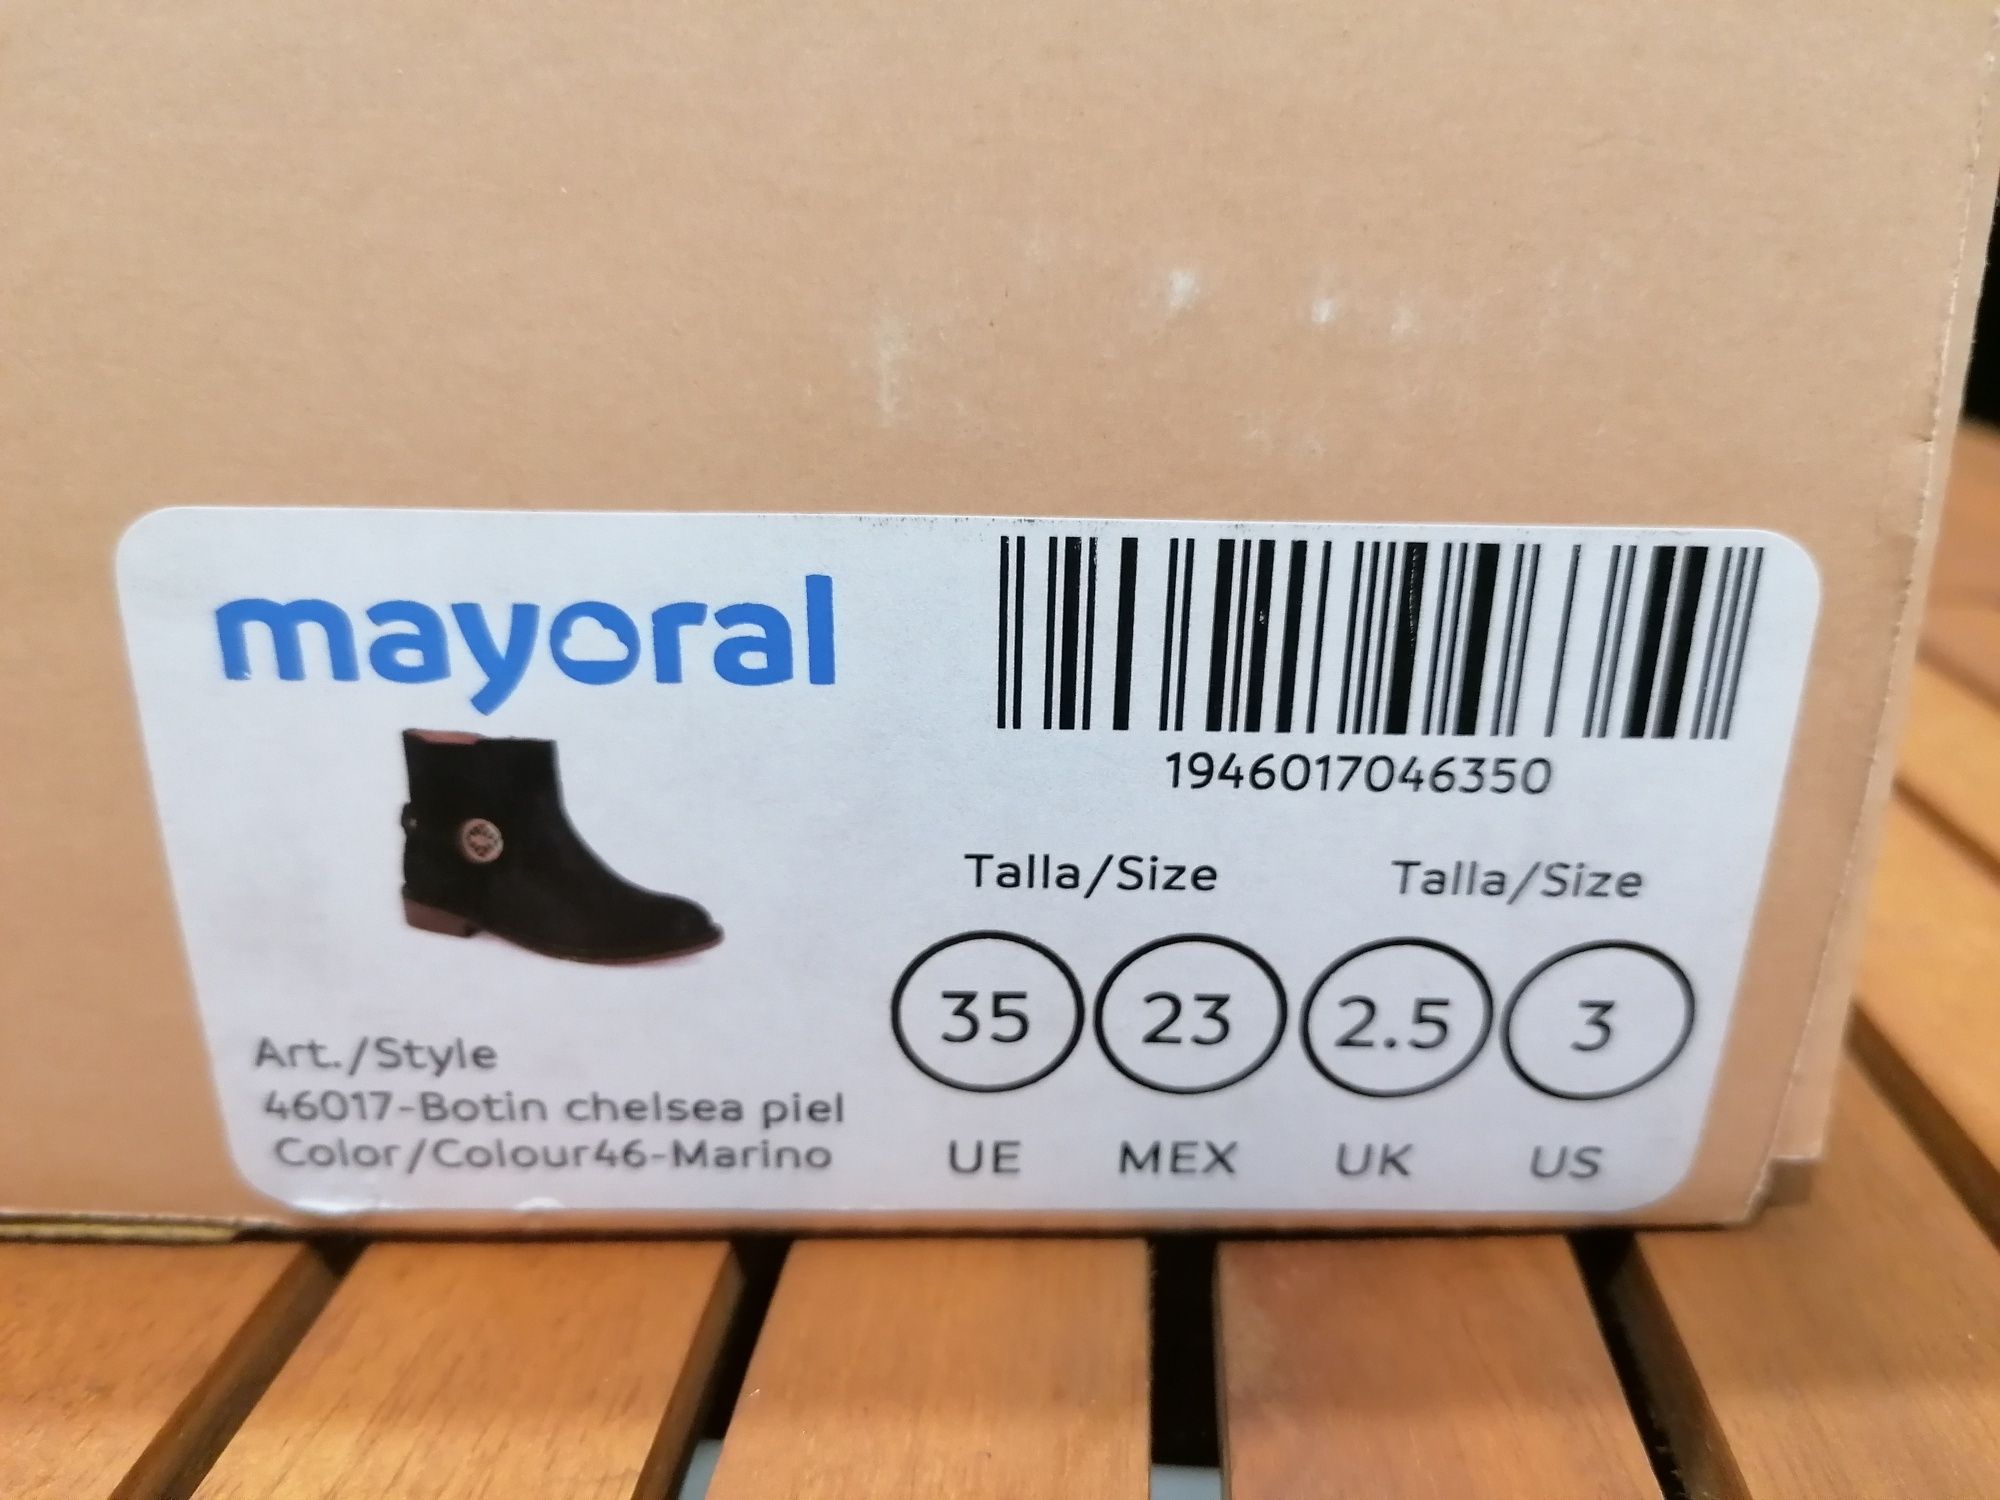 mayoral
1946017046350
Talla/Size Talla/Size
35 23 2.5 3
UE MEX UK US
Art./Style
46017-Botin chelsea piel
Color/Colour46-Marino